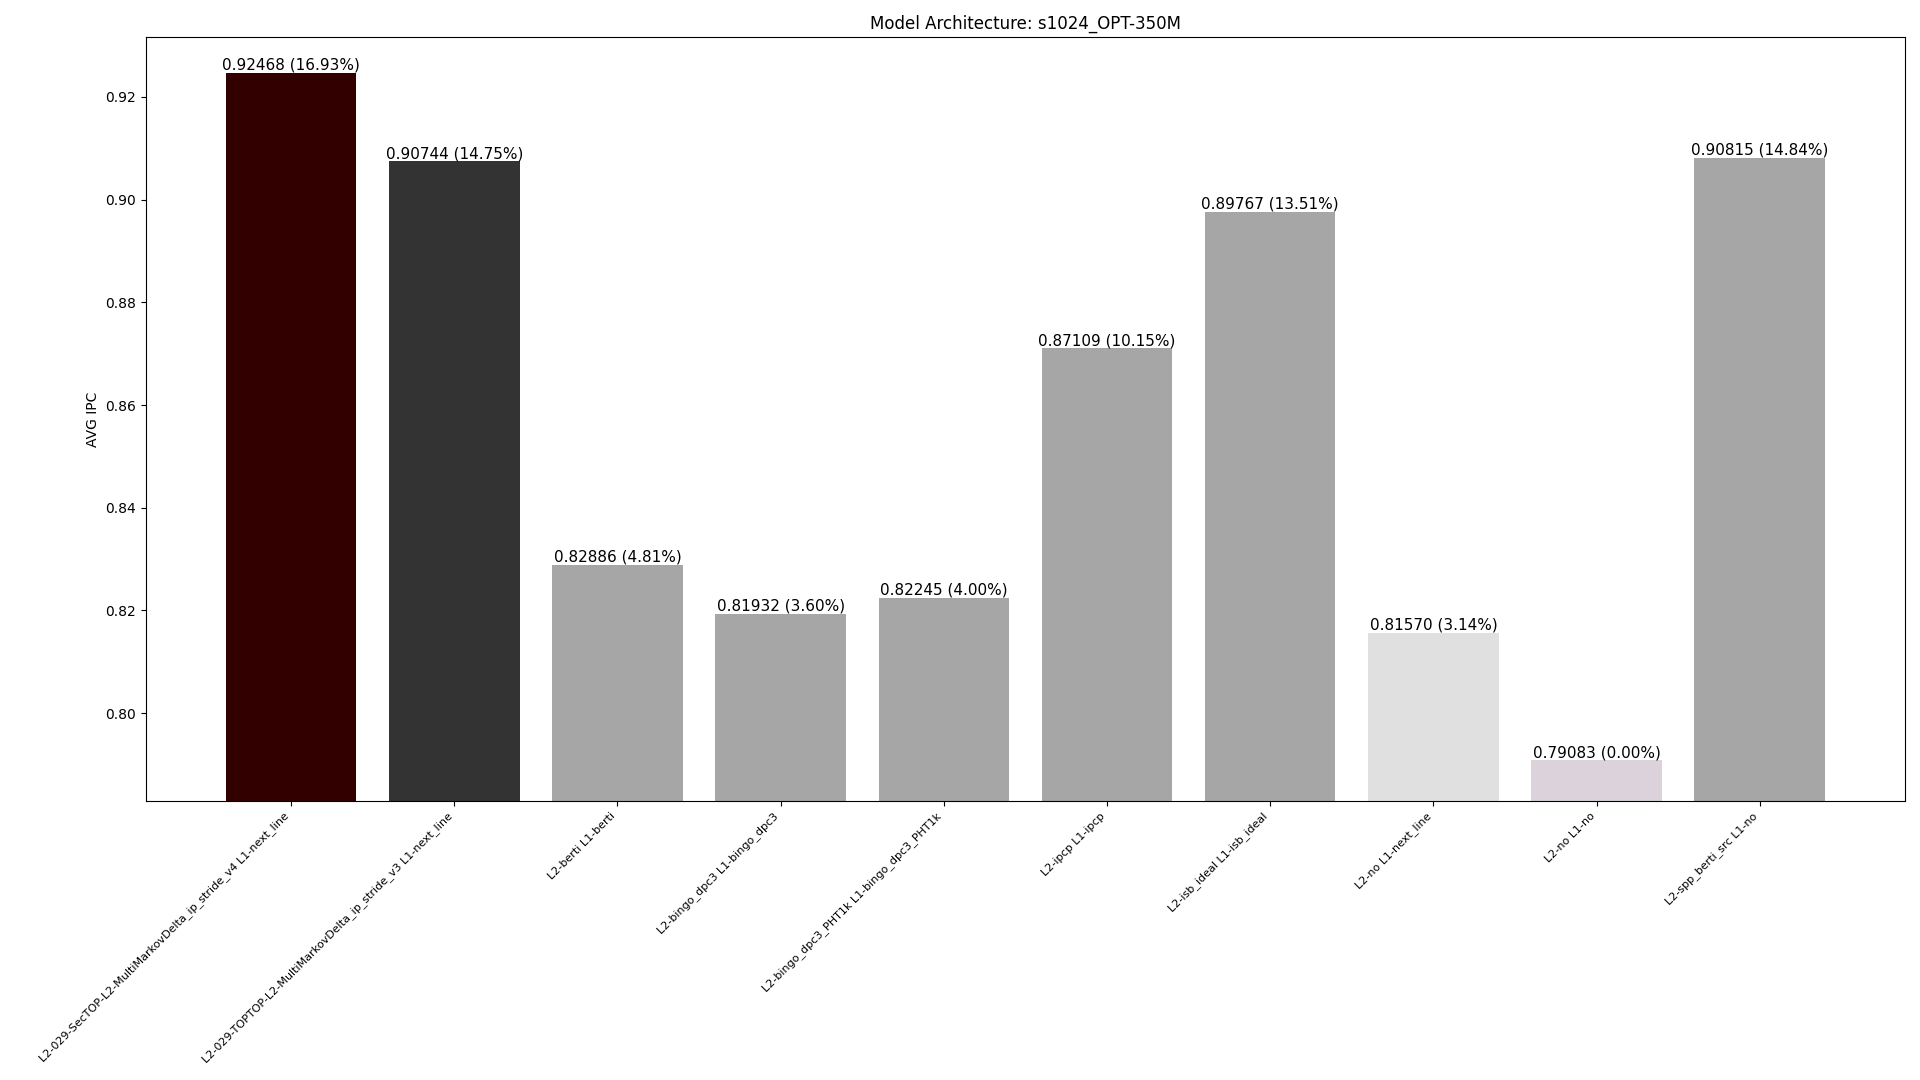 Model Architecture: s1024_OPT-350M
AVG IPC
0.92
0.90
0.88
0.86
0.84
0.82
0.80
0.92468 (16.93%)
0.90744 (14.75%)
0.82886 (4.81%)
0.81932 (3.60%)
0.82245 (4.00%)
0.87109 (10.15%)
0.89767 (13.51%)
0.81570 (3.14%)
0.79083 (0.00%)
0.90815 (14.84%)
L2-029-SecTOP-L2-MultiMarkovDelta_ip_stride_v4 L1-next_line
L2-029-TOPTOP-L2-MultiMarkovDelta_ip_stride_v3 L1-next_line
L2-berti L1-berti
L2-bingo_dpc3 L1-bingo_dpc3
L2-bingo_dpc3_PHT1k L1-bingo_dpc3_PHT1k
L2-ipcp L1-ipcp
L2-isb_ideal L1-isb_ideal
L2-no L1-next_line
L2-no L1-no
L2-spp_berti_src L1-no